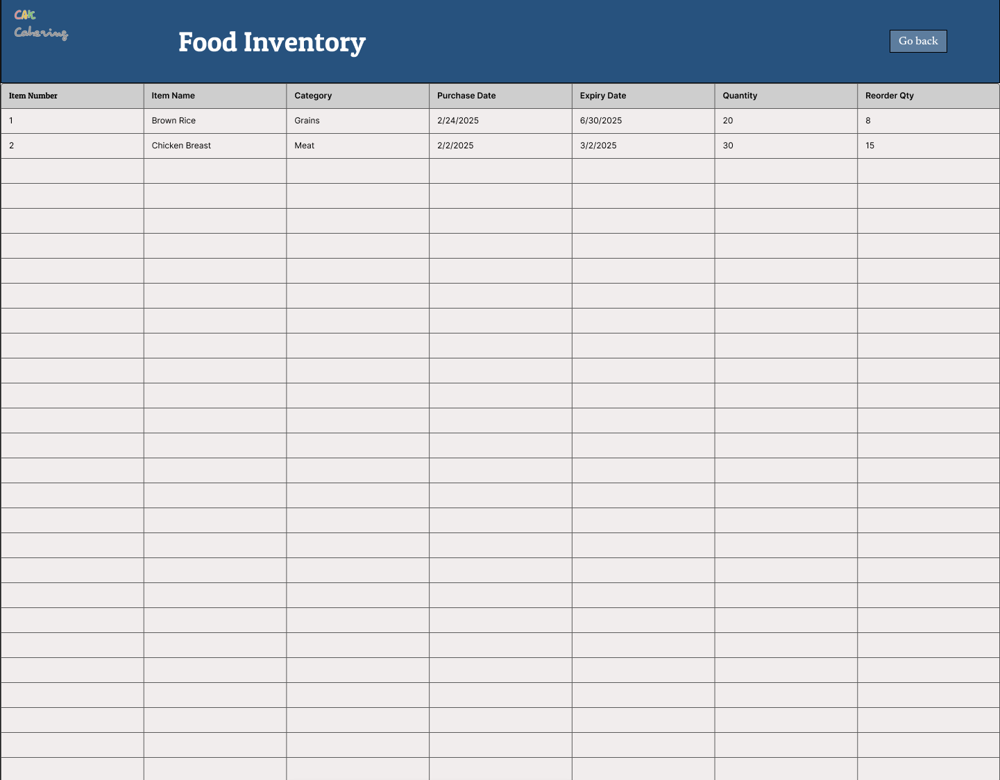 CAK
Catering
Food Inventory
Go back
Item Number Item Name Category Purchase Date Expiry Date Quantity Reorder Qty
1 Brown Rice Grains 2/24/2025 6/30/2025 20 8
2 Chicken Breast Meat 2/2/2025 3/2/2025 30 15